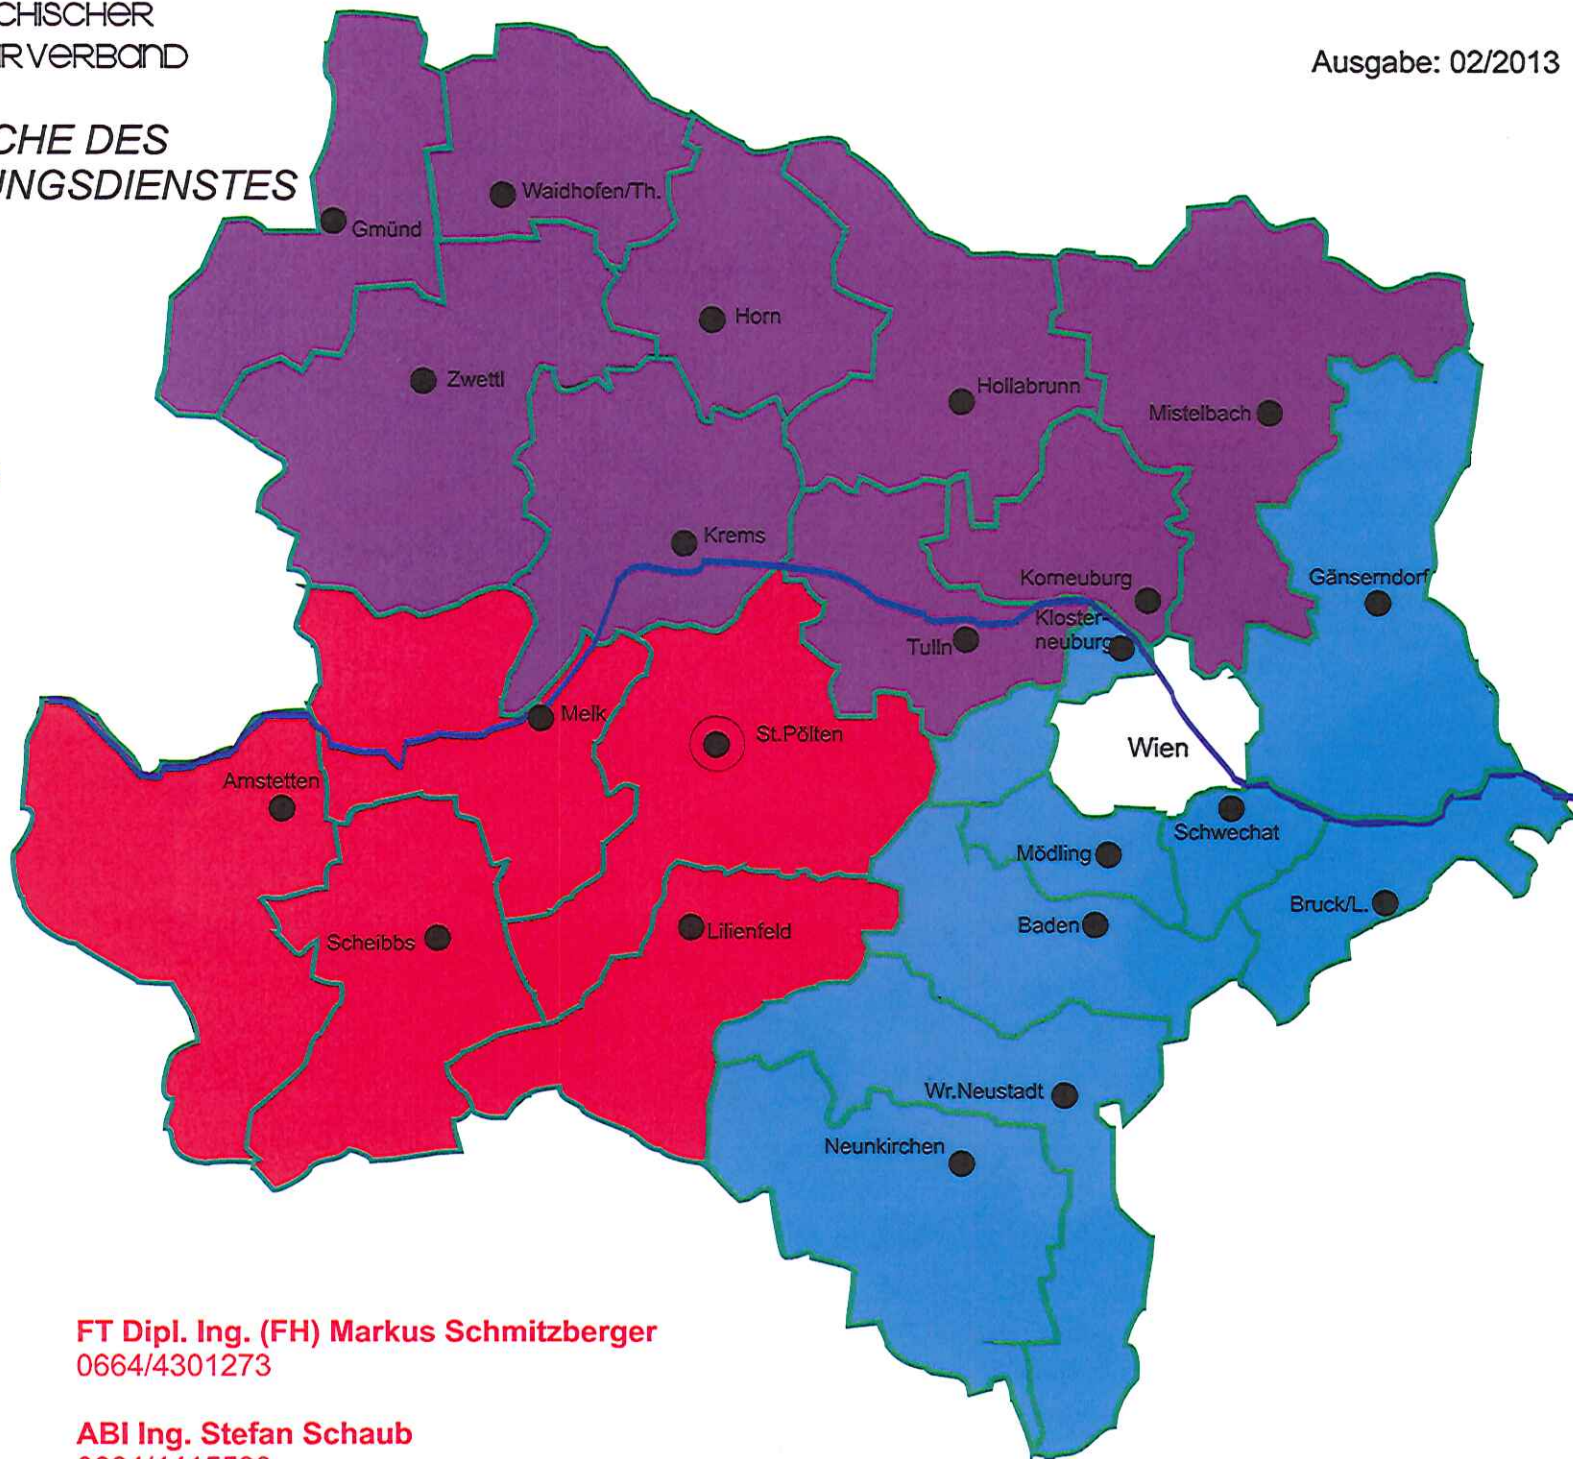 CHISCHER
RVERBAND
Ausgabe: 02/2013
CHE DES
UNGSDIENSTES
Waidhofen/Th.
Gmünd
Horn
Zwettl
Hollabrunn
Mistelbach
Krems
Korneuburg
Gänserndorf
Kloster-
neuburg
Tulln
Melk
St.Pölten
Wien
Amstetten
Schwechat
Mödling
Bruck/L.
Baden
Lilienfeld
Scheibbs
Wr.Neustadt
Neunkirchen
FT Dipl. Ing. (FH) Markus Schmitzberger
0664/4301273
ABI Ing. Stefan Schaub